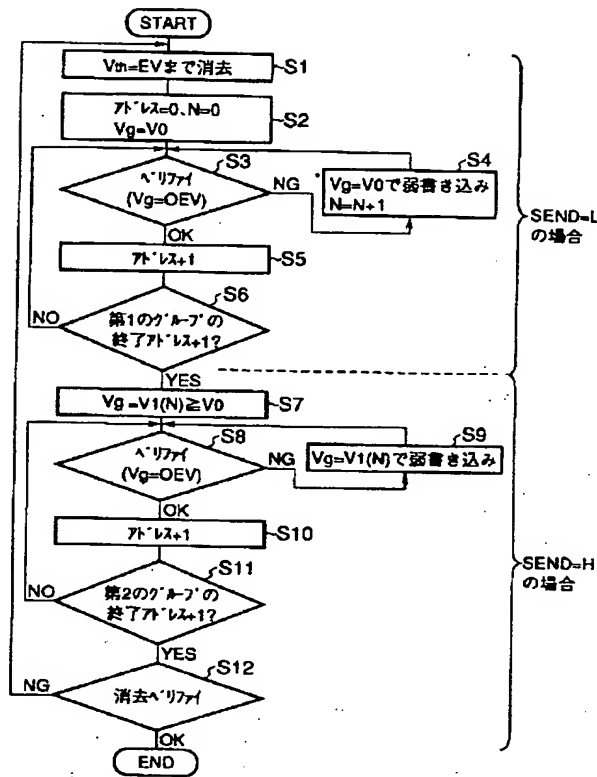 START
Vth=EVまで消去
S1
アドレス=0、N=0
Vg=V0
S2
S3
ベリファイ
(Vg=OEV)
NG
S4
Vg=V0で弱書き込み
N=N+1
OK
アドレス+1
S5
S6
NO
第1のグループの
終了アドレス+1?
SEND=L
の場合
YES
Vg=V1(N)≧V0
S7
S8
ベリファイ
(Vg=OEV)
NG
S9
Vg=V1(N)で弱書き込み
OK
アドレス+1
S10
S11
NO
第2のグループの
終了アドレス+1?
SEND=H
の場合
YES
S12
NG
消去ベリファイ
OK
END